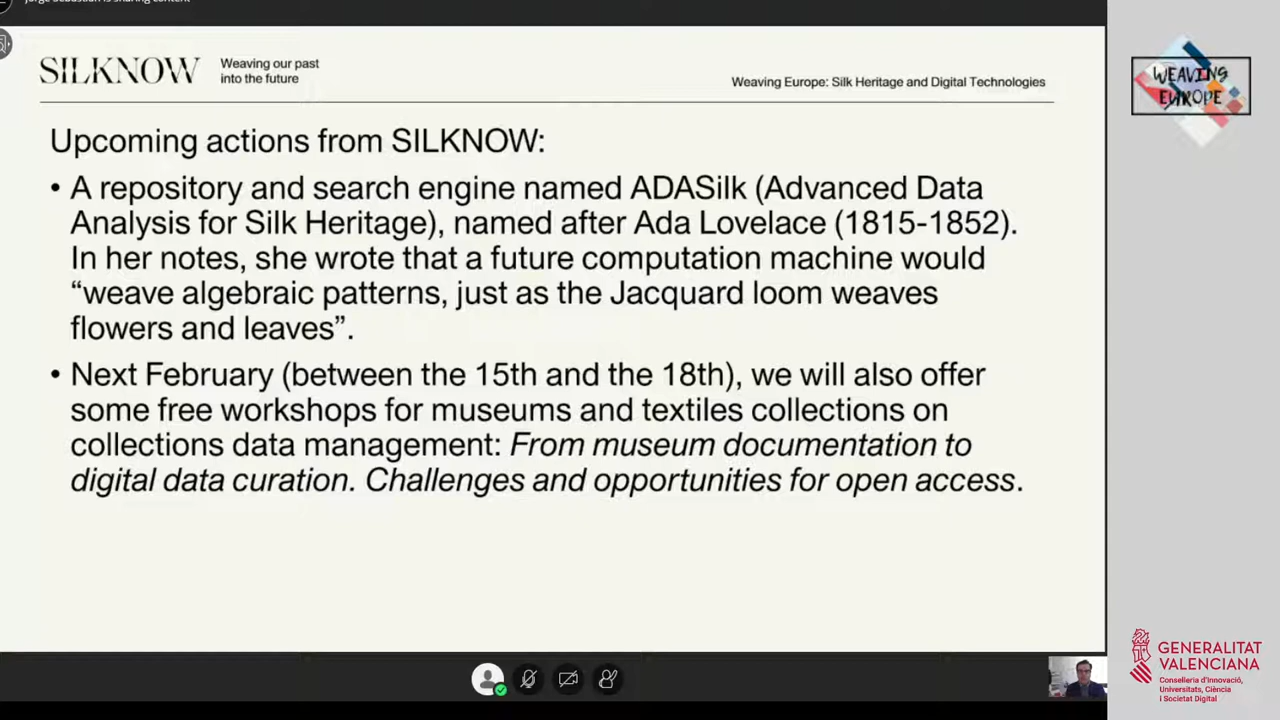 Jorge Sebastián is sharing content
SILKNOW
Weaving our past
into the future
Weaving Europe: Silk Heritage and Digital Technologies
Upcoming actions from SILKNOW:
• A repository and search engine named ADASilk (Advanced Data
Analysis for Silk Heritage), named after Ada Lovelace (1815-1852).
In her notes, she wrote that a future computation machine would
“weave algebraic patterns, just as the Jacquard loom weaves
flowers and leaves”.
• Next February (between the 15th and the 18th), we will also offer
some free workshops for museums and textiles collections on
collections data management: From museum documentation to
digital data curation. Challenges and opportunities for open access.
WEAVING
EUROPE
GENERALITAT
VALENCIANA
Conselleria d'Innovació,
Universitats, Ciència
i Societat Digital